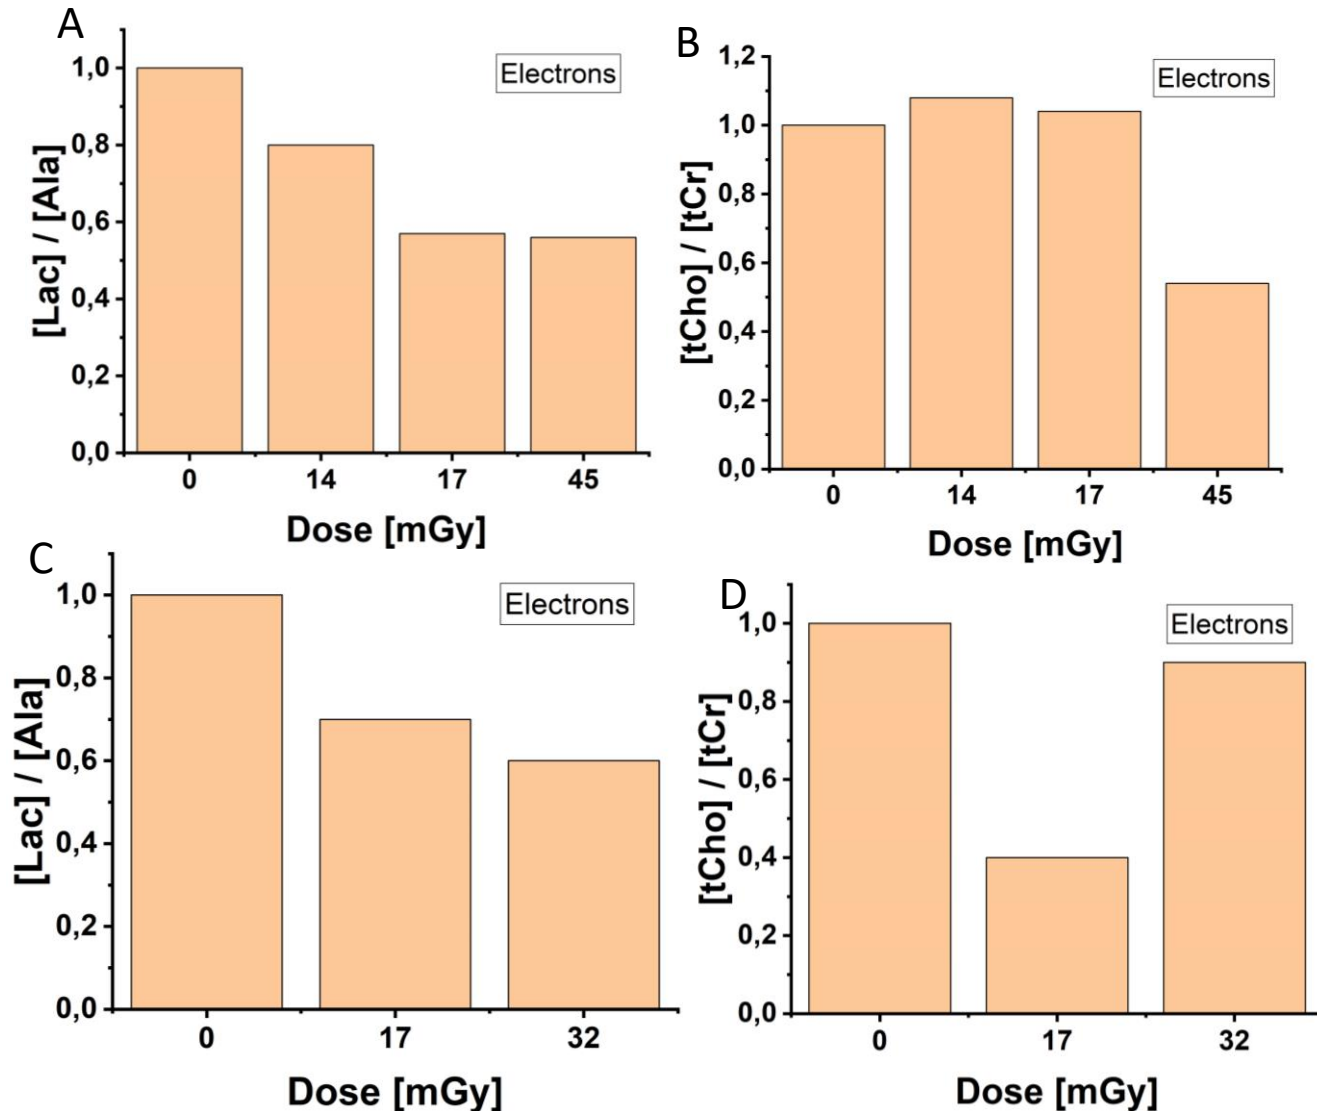 A
Electrons
[Lac] / [Ala]
1,0
0,8
0,6
0,4
0,2
0,0
0 14 17 45
Dose [mGy]
B
Electrons
[tCho] / [tCr]
1,2
1,0
0,8
0,6
0,4
0,2
0,0
0 14 17 45
Dose [mGy]
C
Electrons
[Lac] / [Ala]
1,0
0,8
0,6
0,4
0,2
0,0
0 17 32
Dose [mGy]
D
Electrons
[tCho] / [tCr]
1,0
0,8
0,6
0,4
0,2
0,0
0 17 32
Dose [mGy]